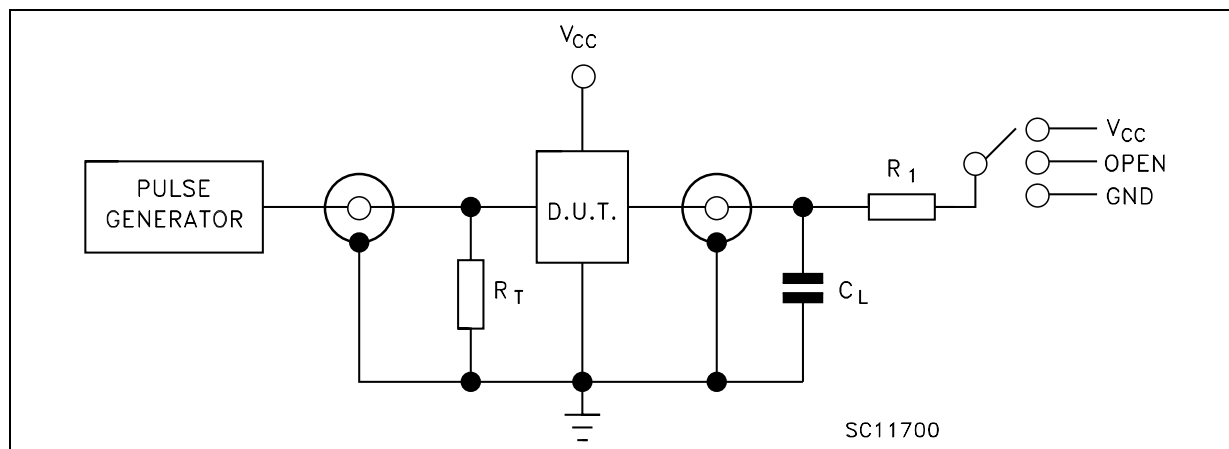 VCC
PULSE
GENERATOR
D.U.T.
RT
CL
R1
VCC
OPEN
GND
SC11700